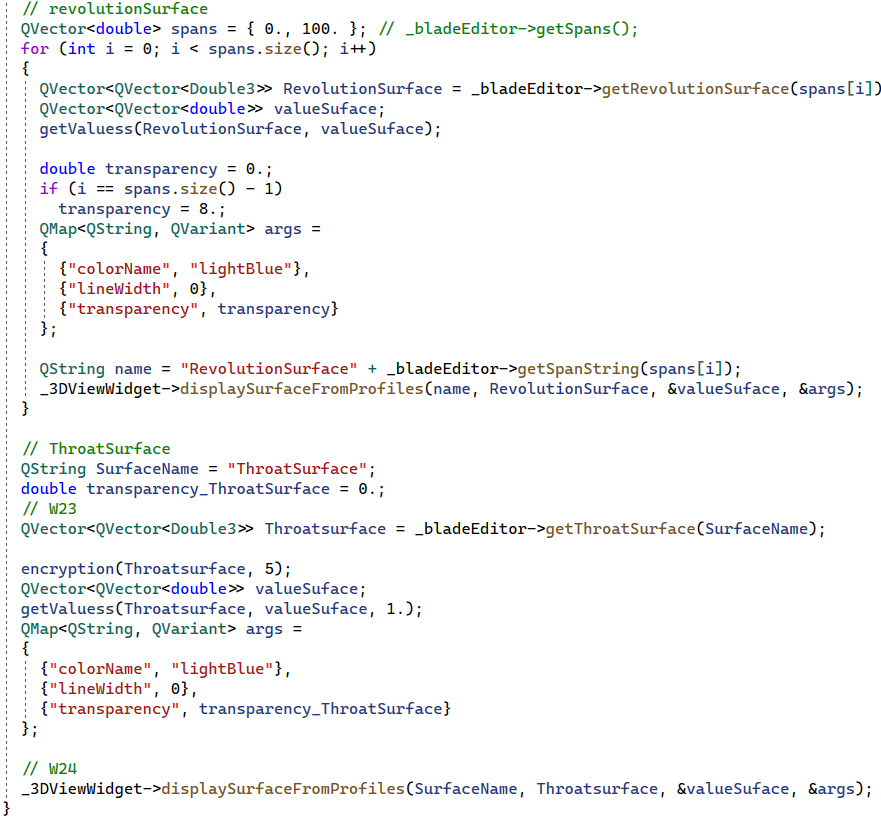 // revolutionSurface
QVector<double> spans = { 0., 100. }; // _bladeEditor->getSpans();
for (int i = 0; i < spans.size(); i++)
{
QVector<QVector<Double3>> RevolutionSurface = _bladeEditor->getRevolutionSurface(spans[i])
QVector<QVector<double>> valueSuface;
getValuess(RevolutionSurface, valueSuface);
double transparency = 0.;
if (i == spans.size() - 1)
transparency = 8.;
QMap<QString, QVariant> args =
{
{"colorName", "lightBlue"},
{"lineWidth", 0},
{"transparency", transparency}
};
QString name = "RevolutionSurface" + _bladeEditor->getSpanString(spans[i]);
_3DViewWidget->displaySurfaceFromProfiles(name, RevolutionSurface, &valueSuface, &args);
}
// ThroatSurface
QString SurfaceName = "ThroatSurface";
double transparency_ThroatSurface = 0.;
// W23
QVector<QVector<Double3>> Throatsurface = _bladeEditor->getThroatSurface(SurfaceName);
encryption(Throatsurface, 5);
QVector<QVector<double>> valueSuface;
getValuess(Throatsurface, valueSuface, 1.);
QMap<QString, QVariant> args =
{
{"colorName", "lightBlue"},
{"lineWidth", 0},
{"transparency", transparency_ThroatSurface}
};
// W24
_3DViewWidget->displaySurfaceFromProfiles(SurfaceName, Throatsurface, &valueSuface, &args);
}